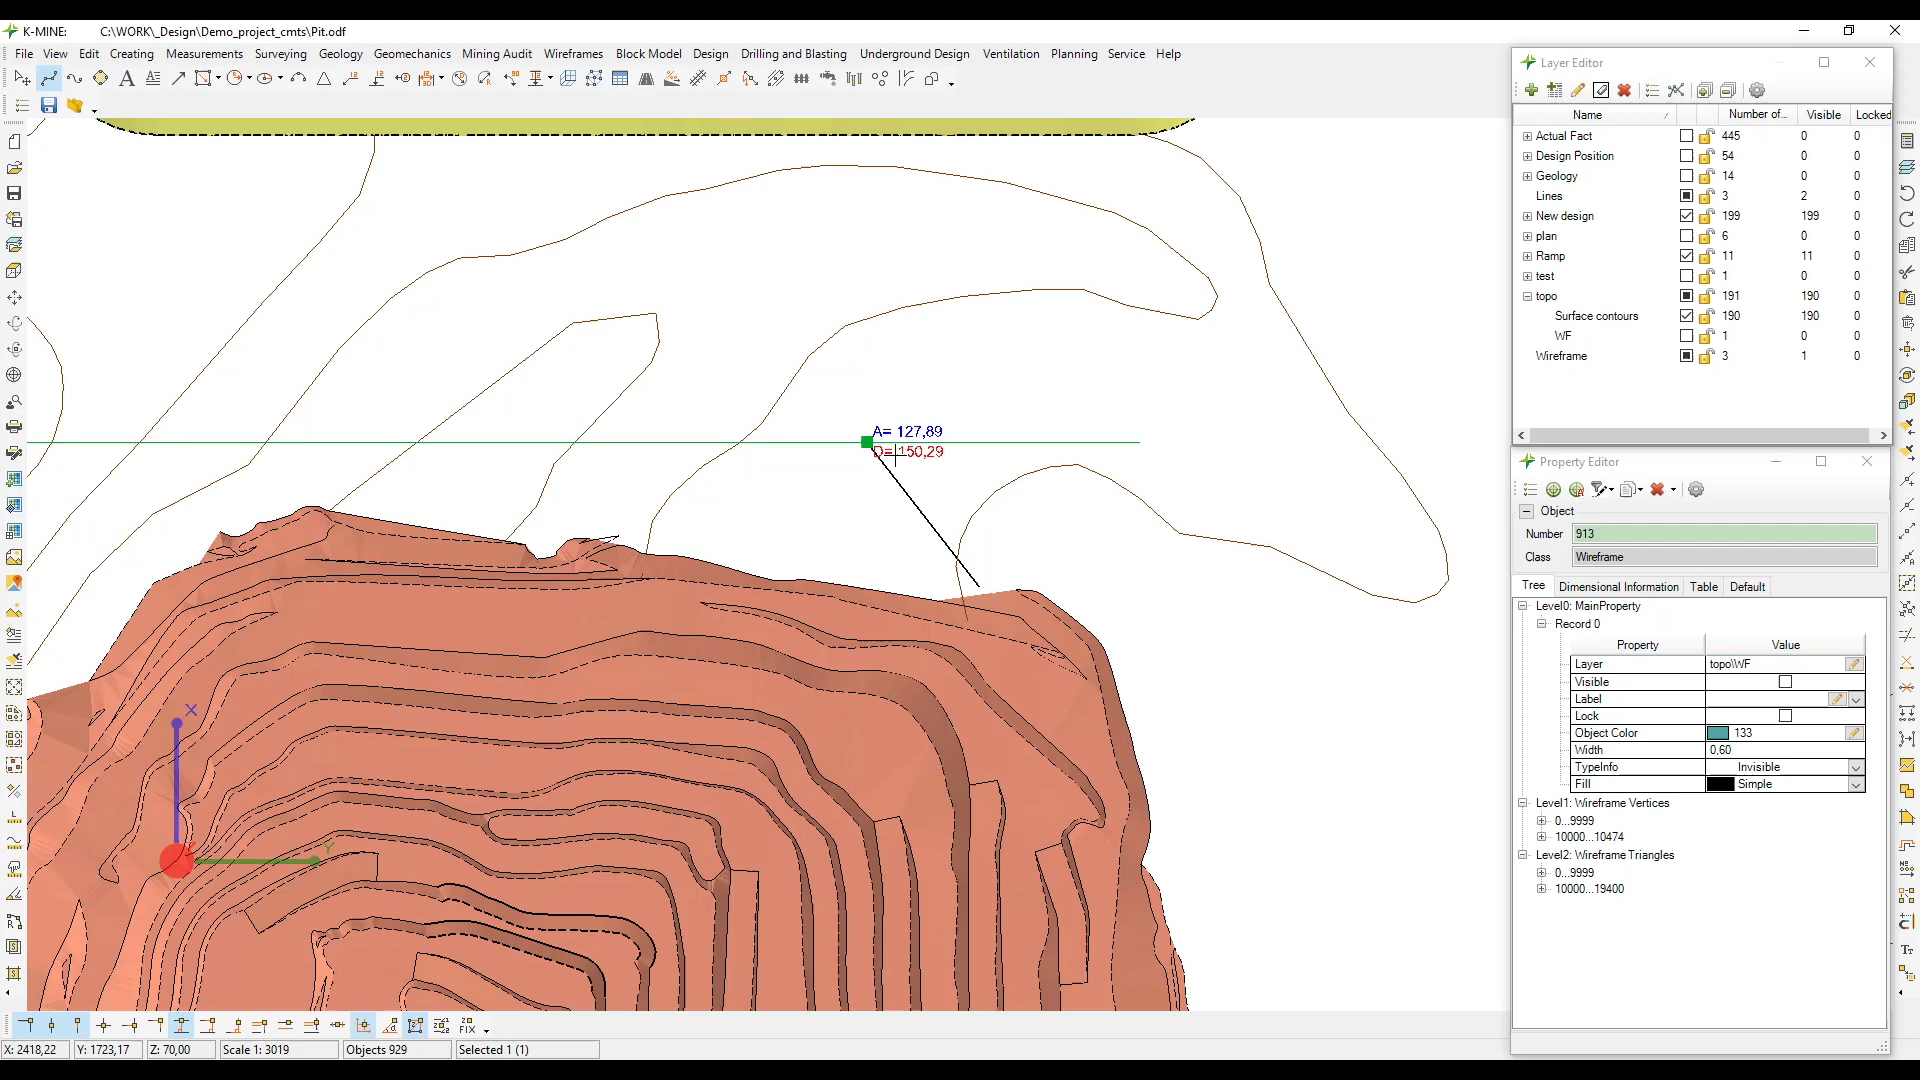 K-MINE: C:\WORK\_Design\Demo_project_cmts\Pit.odf
File View Edit Creating Measurements Surveying Geology Geomechanics Mining Audit Wireframes Block Model Design Drilling and Blasting Underground Design Ventilation Planning Service Help
Layer Editor
Name Number of... Visible Locked
Actual Fact 445 0 0
Design Position 54 0 0
Geology 14 0 0
Lines 3 2 0
New design 199 199 0
plan 6 0 0
Ramp 11 11 0
test 1 0 0
topo 191 190 0
Surface contours 190 190 0
WF 1 0 0
Wireframe 3 1 0
A= 127,89
D= 150,29
X
Y
Property Editor
Object
Number 913
Class Wireframe
Tree Dimensional Information Table Default
Level0: MainProperty
Record 0
Property Value
Layer topo\WF
Visible
Label
Lock
Object Color 133
Width 0,60
TypeInfo Invisible
Fill Simple
Level1: Wireframe Vertices
0...9999
10000...10474
Level2: Wireframe Triangles
0...9999
10000...19400
X: 2418,22 Y: 1723,17 Z: 70,00 Scale 1: 3019 Objects 929 Selected 1 (1)